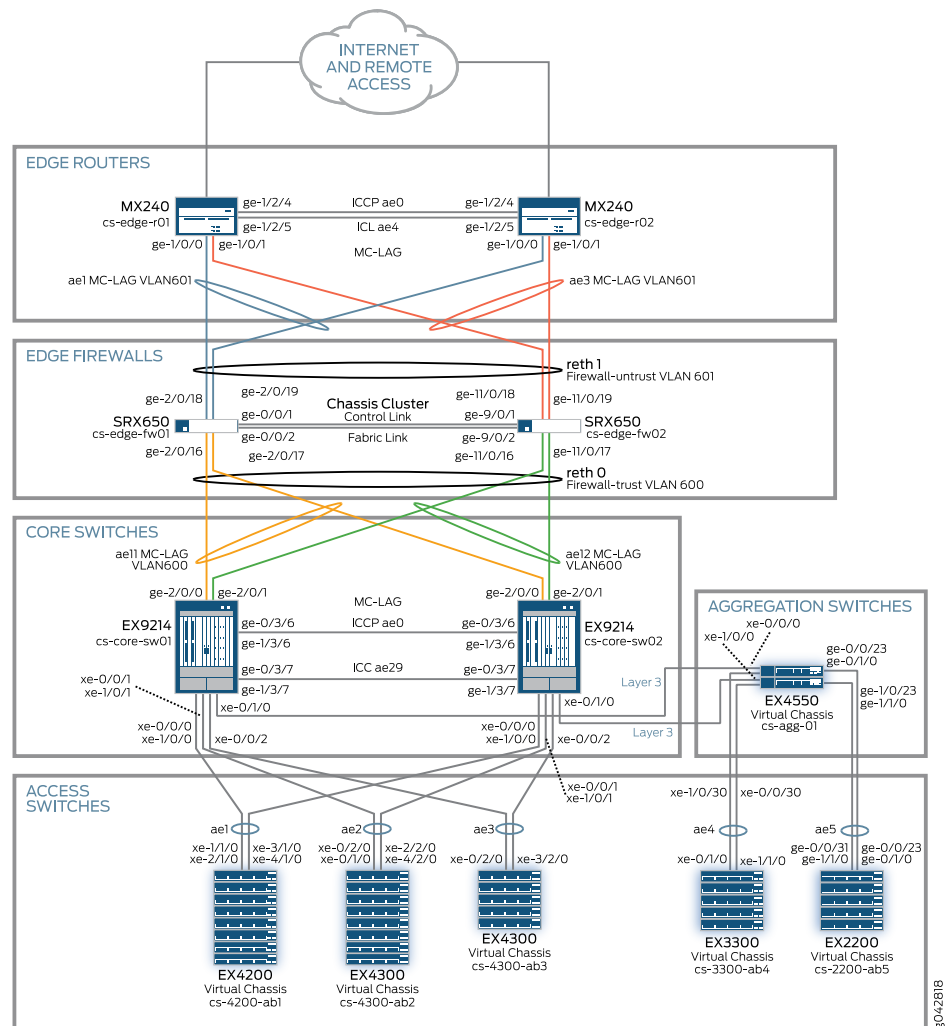 INTERNET
AND REMOTE
ACCESS
EDGE ROUTERS
MX240
cs-edge-r01
ge-1/2/4
ICCP ae0
ge-1/2/4
MX240
cs-edge-r02
ge-1/2/5
ICL ae4
ge-1/2/5
ge-1/0/0
ge-1/0/1
MC-LAG
ge-1/0/0
ge-1/0/1
ae1 MC-LAG VLAN601
ae3 MC-LAG VLAN601
EDGE FIREWALLS
reth 1
Firewall-untrust VLAN 601
ge-2/0/18
ge-2/0/19
ge-11/0/18
ge-11/0/19
Chassis Cluster
Control Link
ge-0/0/1
ge-9/0/1
SRX650
cs-edge-fw01
SRX650
cs-edge-fw02
ge-0/0/2
Fabric Link
ge-9/0/2
ge-2/0/16
ge-2/0/17
ge-11/0/16
ge-11/0/17
reth 0
Firewall-trust VLAN 600
CORE SWITCHES
ae11 MC-LAG
VLAN600
ae12 MC-LAG
VLAN600
ge-2/0/0
ge-2/0/1
ge-2/0/0
ge-2/0/1
MC-LAG
EX9214
cs-core-sw01
ge-0/3/6
ICCP ae0
ge-0/3/6
EX9214
cs-core-sw02
ge-1/3/6
ge-1/3/6
ge-0/3/7
ICC ae29
ge-0/3/7
ge-1/3/7
ge-1/3/7
xe-0/0/1
xe-1/0/1
xe-0/1/0
xe-0/1/0
xe-0/0/0
xe-1/0/0
xe-0/0/2
xe-0/0/0
xe-1/0/0
xe-0/0/2
xe-0/0/1
xe-1/0/1
Layer 3
Layer 3
AGGREGATION SWITCHES
xe-0/0/0
xe-1/0/0
ge-0/0/23
ge-0/1/0
ge-1/0/23
ge-1/1/0
EX4550
Virtual Chassis
cs-agg-01
ACCESS
SWITCHES
xe-1/0/30
xe-0/0/30
ae1
ae2
ae3
ae4
ae5
xe-1/1/0
xe-2/1/0
xe-3/1/0
xe-4/1/0
xe-0/2/0
xe-0/1/0
xe-2/2/0
xe-4/2/0
xe-0/2/0
xe-3/2/0
xe-0/1/0
xe-1/1/0
ge-0/0/31
ge-1/1/0
ge-0/0/23
ge-0/1/0
EX4200
Virtual Chassis
cs-4200-ab1
EX4300
Virtual Chassis
cs-4300-ab2
EX4300
Virtual Chassis
cs-4300-ab3
EX3300
Virtual Chassis
cs-3300-ab4
EX2200
Virtual Chassis
cs-2200-ab5